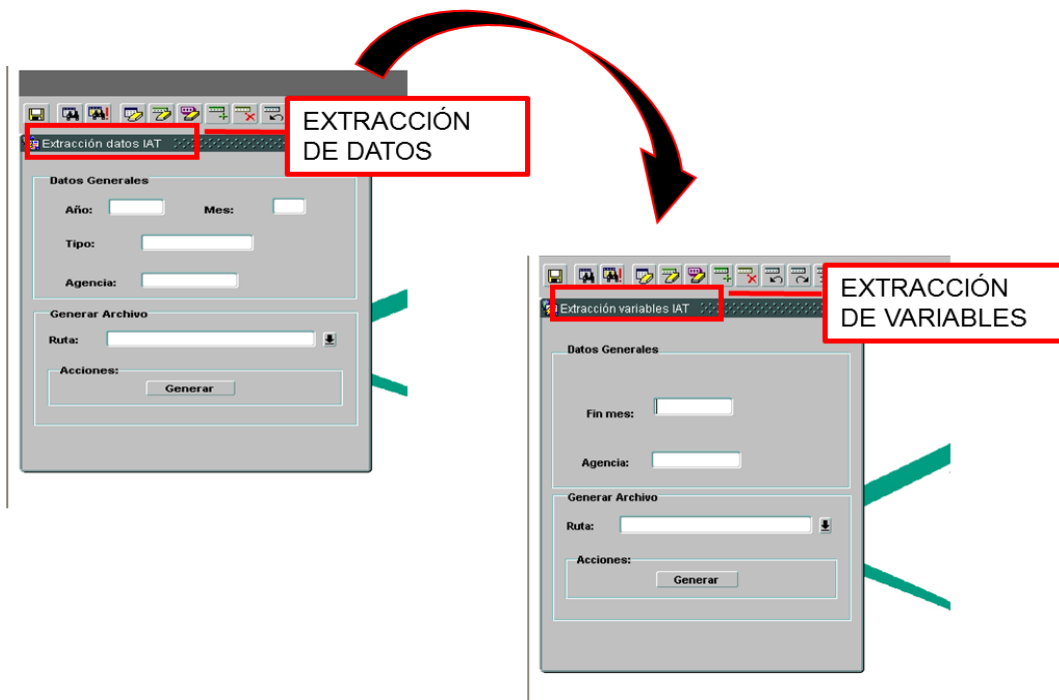 EXTRACCIÓN
DE DATOS
Extracción datos IAT
Datos Generales
Año: Mes:
Tipo:
Agencia:
Generar Archivo
Ruta:
Acciones:
Generar
EXTRACCIÓN
DE VARIABLES
Extracción variables IAT
Datos Generales
Fin mes:
Agencia:
Generar Archivo
Ruta:
Acciones:
Generar